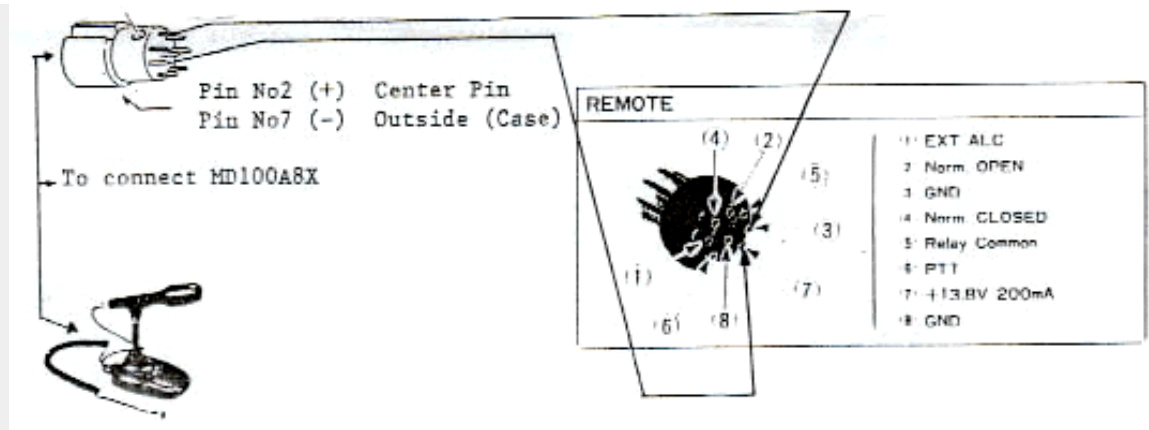 Pin No2 (+) Center Pin
Pin No7 (-) Outside (Case)
To connect MD100A8X
REMOTE
(4) (2)
(5)
(3)
(1)
(7)
(6) (8)
(1) EXT ALC
2 Norm. OPEN
3 GND
(4) Norm. CLOSED
5 Relay Common
6 PTT
(7) +13.8V 200mA
(8) GND